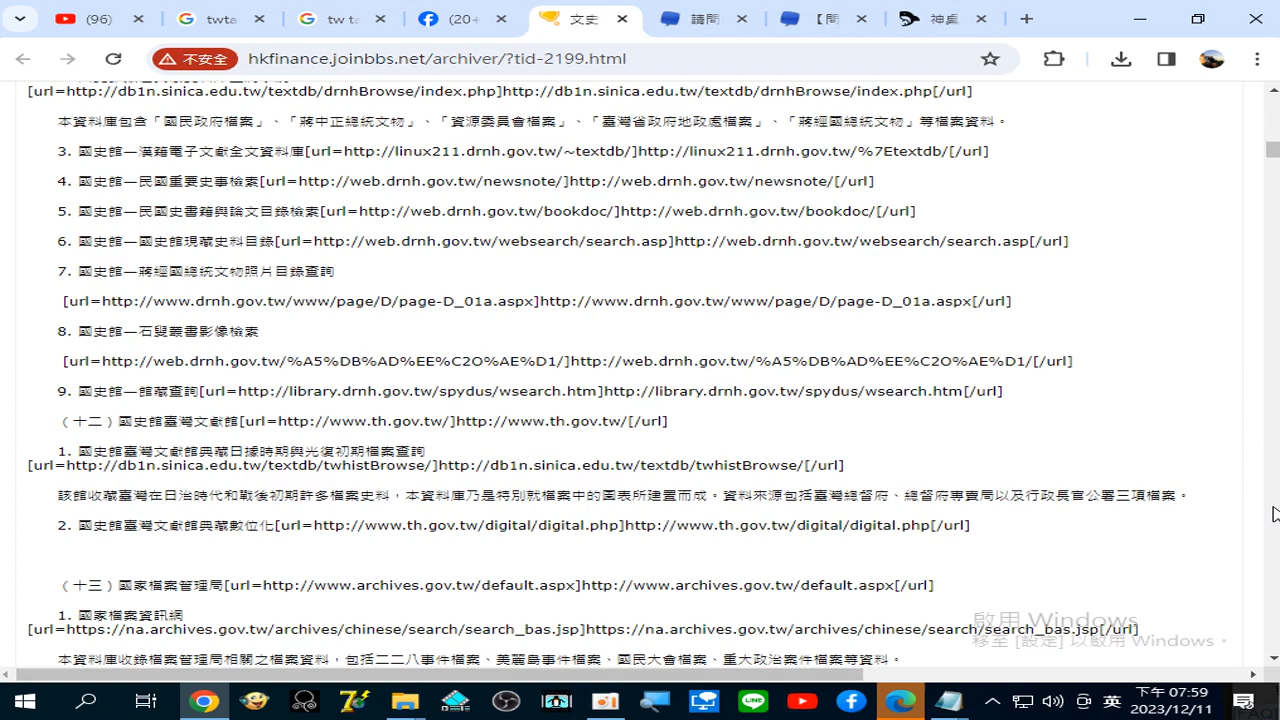 (96)
twta
tw ta
(20+
文史
請問
【問
神桌
不安全
hkfinance.joinbbs.net/archiver/?tid-2199.html
[url=http://db1n.sinica.edu.tw/textdb/drnhBrowse/index.php]http://db1n.sinica.edu.tw/textdb/drnhBrowse/index.php[/url]
本資料庫包含「國民政府檔案」、「蔣中正總統文物」、「資源委員會檔案」、「臺灣省政府地政處檔案」、「蔣經國總統文物」等檔案資料。
3. 國史館—漢籍電子文獻全文資料庫[url=http://linux211.drnh.gov.tw/~textdb/]http://linux211.drnh.gov.tw/%7Etextdb/[/url]
4. 國史館—民國重要史事檢索[url=http://web.drnh.gov.tw/newsnote/]http://web.drnh.gov.tw/newsnote/[/url]
5. 國史館—民國史書籍與論文目錄檢索[url=http://web.drnh.gov.tw/bookdoc/]http://web.drnh.gov.tw/bookdoc/[/url]
6. 國史館—國史館現藏史料目錄[url=http://web.drnh.gov.tw/websearch/search.asp]http://web.drnh.gov.tw/websearch/search.asp[/url]
7. 國史館—蔣經國總統文物照片目錄查詢
[url=http://www.drnh.gov.tw/www/page/D/page-D_01a.aspx]http://www.drnh.gov.tw/www/page/D/page-D_01a.aspx[/url]
8. 國史館—石叟叢書影像檢索
[url=http://web.drnh.gov.tw/%A5%DB%AD%EE%C2O%AE%D1/]http://web.drnh.gov.tw/%A5%DB%AD%EE%C2O%AE%D1/[/url]
9. 國史館—館藏查詢[url=http://library.drnh.gov.tw/spydus/wsearch.htm]http://library.drnh.gov.tw/spydus/wsearch.htm[/url]
（十二）國史館臺灣文獻館[url=http://www.th.gov.tw/]http://www.th.gov.tw/[/url]
1. 國史館臺灣文獻館典藏日據時期與光復初期檔案查詢
[url=http://db1n.sinica.edu.tw/textdb/twhistBrowse/]http://db1n.sinica.edu.tw/textdb/twhistBrowse/[/url]
該館收藏臺灣在日治時代和戰後初期許多檔案史料，本資料庫乃是特別就檔案中的圖表所建置而成。資料來源包括臺灣總督府、總督府專賣局以及行政長官公署三項檔案。
2. 國史館臺灣文獻館典藏數位化[url=http://www.th.gov.tw/digital/digital.php]http://www.th.gov.tw/digital/digital.php[/url]
（十三）國家檔案管理局[url=http://www.archives.gov.tw/default.aspx]http://www.archives.gov.tw/default.aspx[/url]
1. 國家檔案資訊網
[url=https://na.archives.gov.tw/archives/chinese/search/search_bas.jsp]https://na.archives.gov.tw/archives/chinese/search/search_bas.jsp[/url]
本資料庫收錄檔案管理局相關之檔案資料，包括二二八事件檔案、美麗島事件檔案、國民大會檔案、重大政治案件檔案等資料。
啟用 Windows
移至 [設定] 以啟用 Windows。
英
下午 07:59
2023/12/11